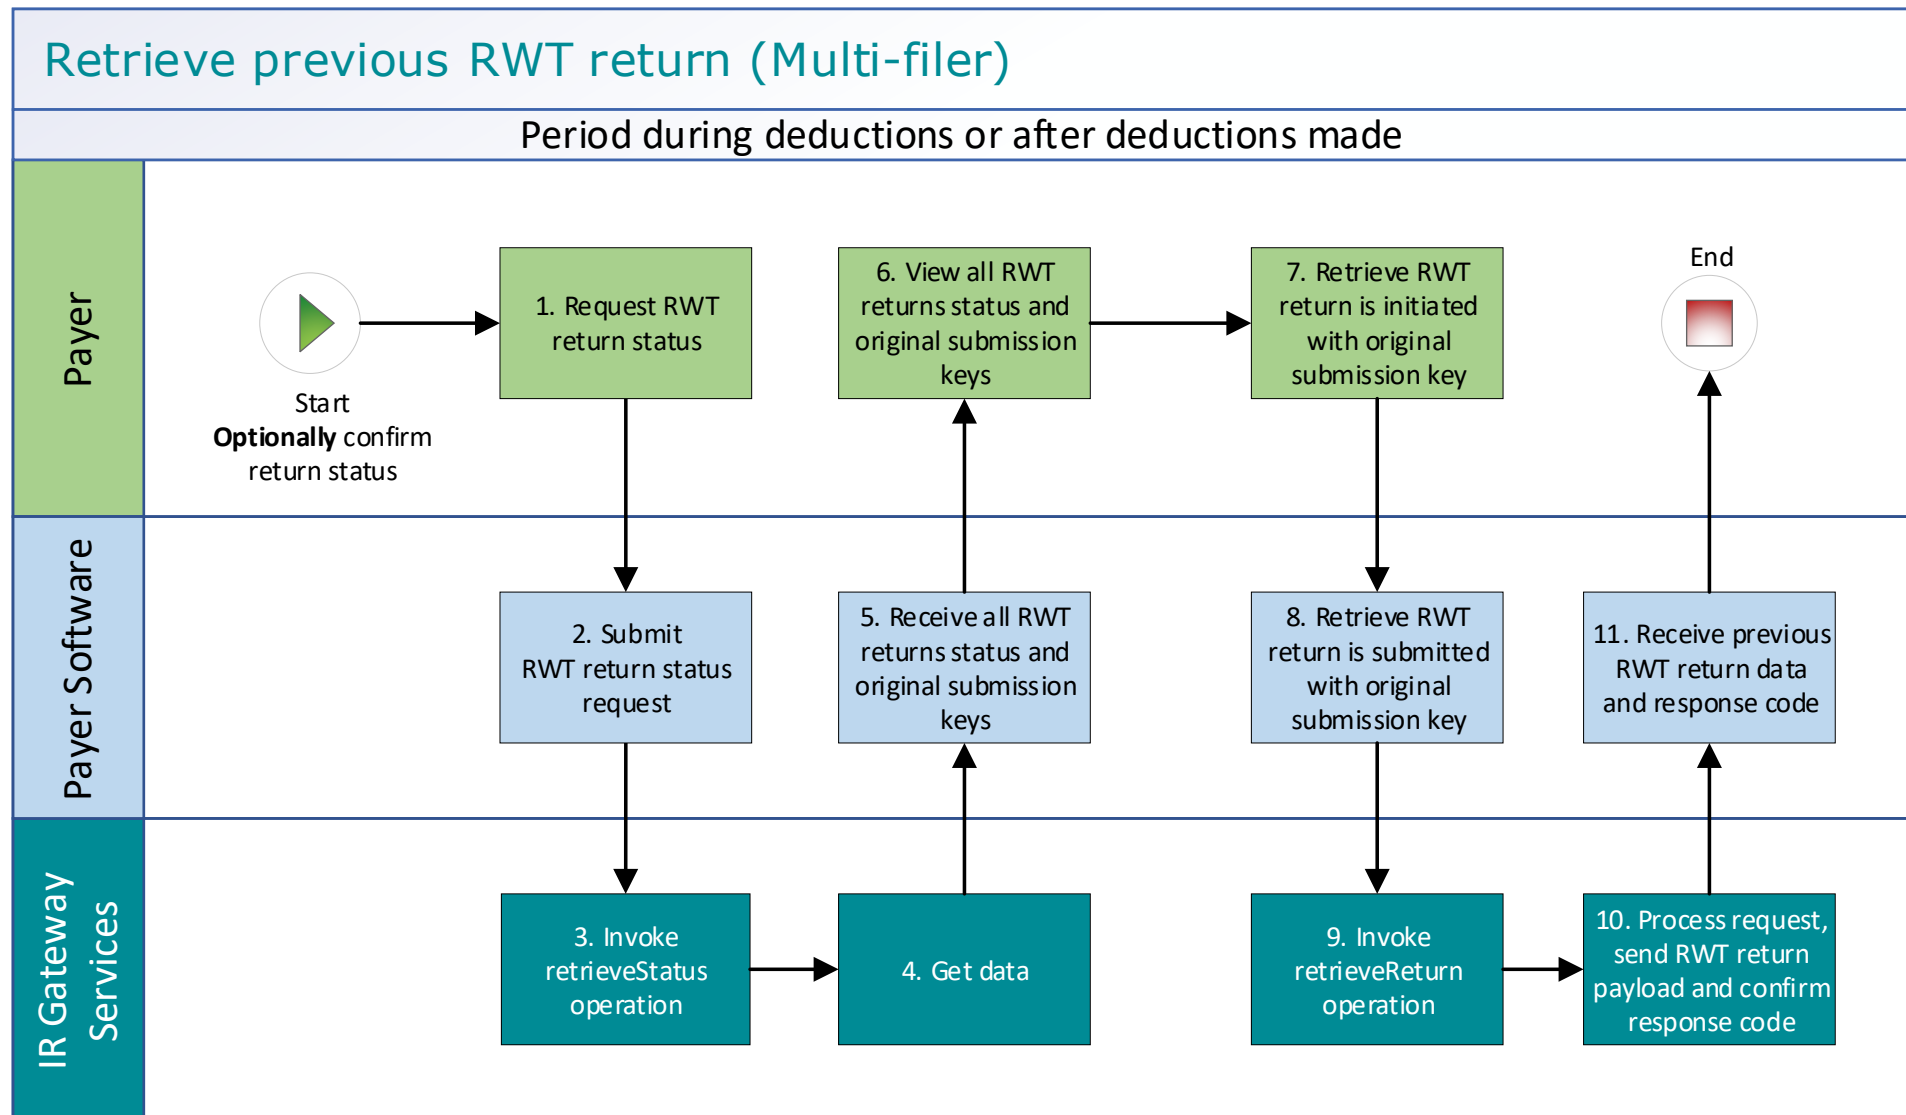 Retrieve previous RWT return (Multi-filer)
Period during deductions or after deductions made
Payer
Start
Optionally confirm
return status
1. Request RWT
return status
6. View all RWT
returns status and
original submission
keys
7. Retrieve RWT
return is initiated
with original
submission key
End
Payer Software
2. Submit
RWT return status
request
5. Receive all RWT
returns status and
original submission
keys
8. Retrieve RWT
return is submitted
with original
submission key
11. Receive previous
RWT return data
and response code
IR Gateway
Services
3. Invoke
retrieveStatus
operation
4. Get data
9. Invoke
retrieveReturn
operation
10. Process request,
send RWT return
payload and confirm
response code